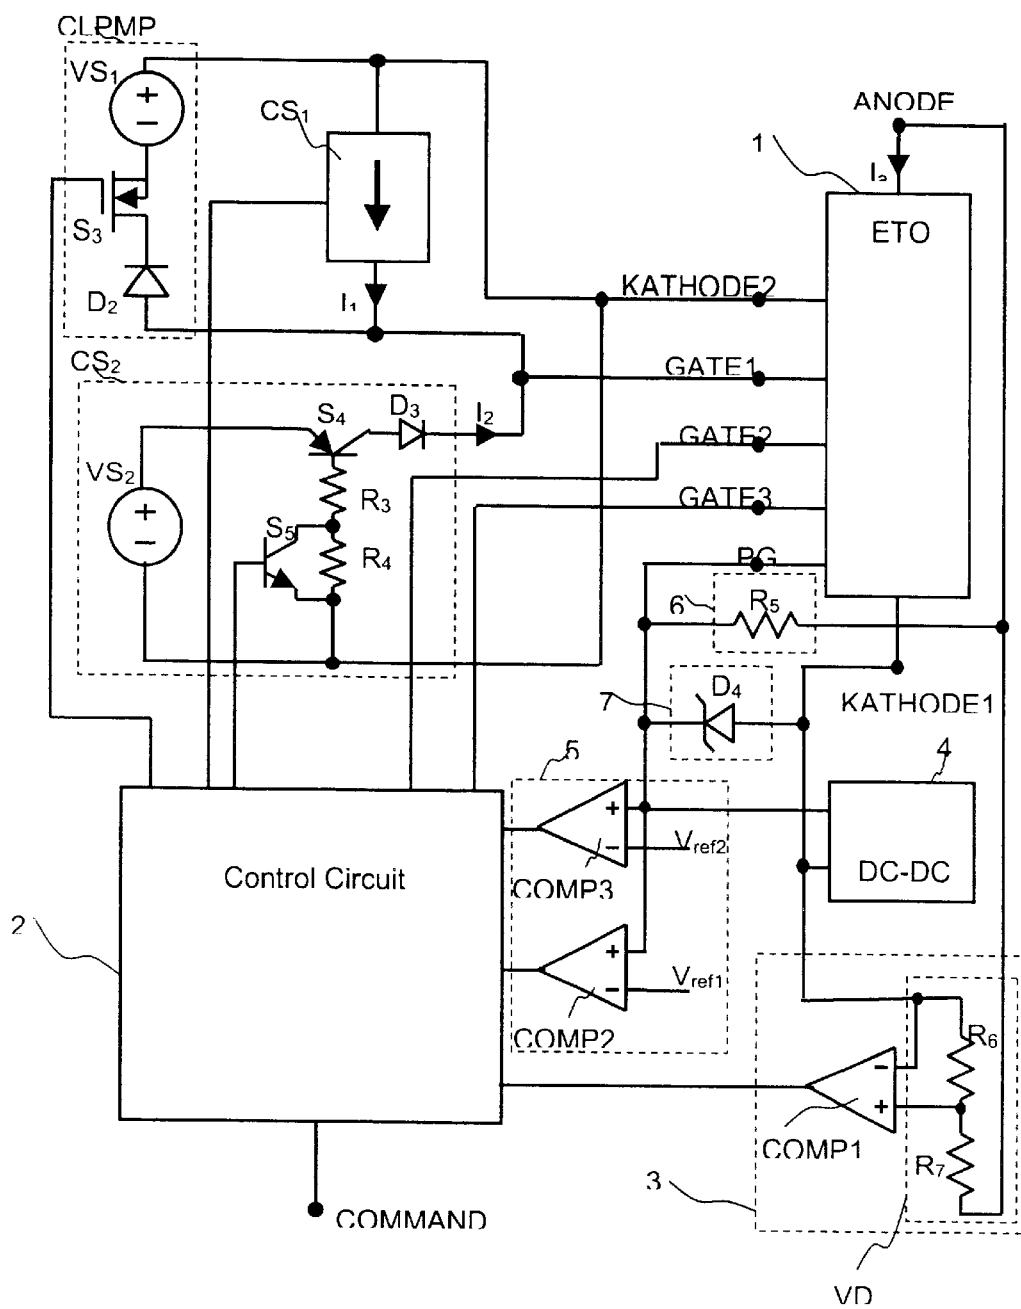 CLPMP
VS1
+
−
S3
D2
CS1
I1
ANODE
1
Ia
ETO
KATHODE2
GATE1
GATE2
GATE3
PG
CS2
S4
D3
I2
VS2
+
−
R3
S5
R4
6
R5
7
D4
KATHODE1
5
4
+
−
Vref2
COMP3
DC-DC
Control Circuit
2
+
−
Vref1
COMP2
R6
−
+
COMP1
R7
3
COMMAND
VD